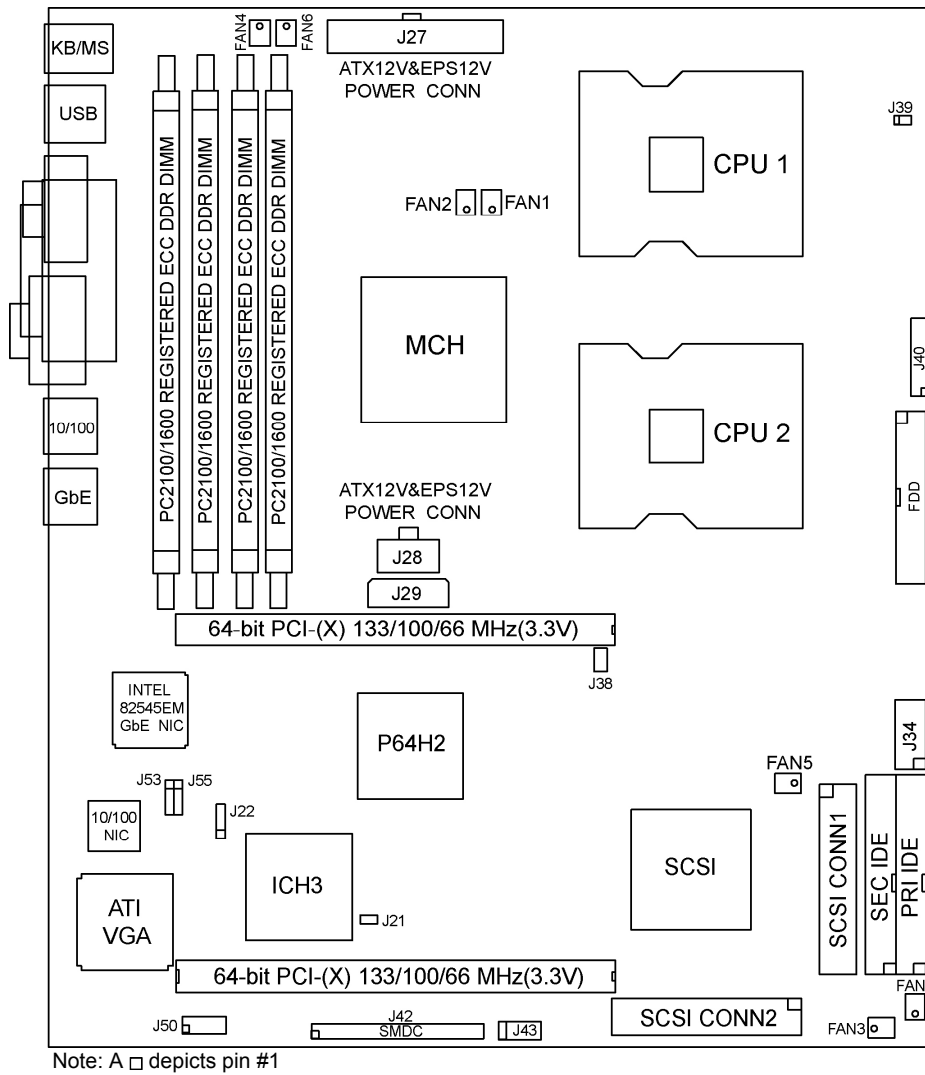 KB/MS
FAN4
FAN6
J27
ATX12V&EPS12V
POWER CONN
USB
J39
CPU 1
FAN2
FAN1
PC2100/1600 REGISTERED ECC DDR DIMM
PC2100/1600 REGISTERED ECC DDR DIMM
PC2100/1600 REGISTERED ECC DDR DIMM
PC2100/1600 REGISTERED ECC DDR DIMM
MCH
J40
10/100
CPU 2
FDD
GbE
ATX12V&EPS12V
POWER CONN
J28
J29
64-bit PCI-(X) 133/100/66 MHz(3.3V)
J38
INTEL
82545EM
GbE NIC
P64H2
J34
FAN5
J53
J55
J22
10/100
NIC
SCSI
SCSI CONN1
SEC IDE
PRI IDE
ICH3
ATI
VGA
J21
64-bit PCI-(X) 133/100/66 MHz(3.3V)
FAN
J50
J42
SMDC
J43
SCSI CONN2
FAN3
Note: A □ depicts pin #1